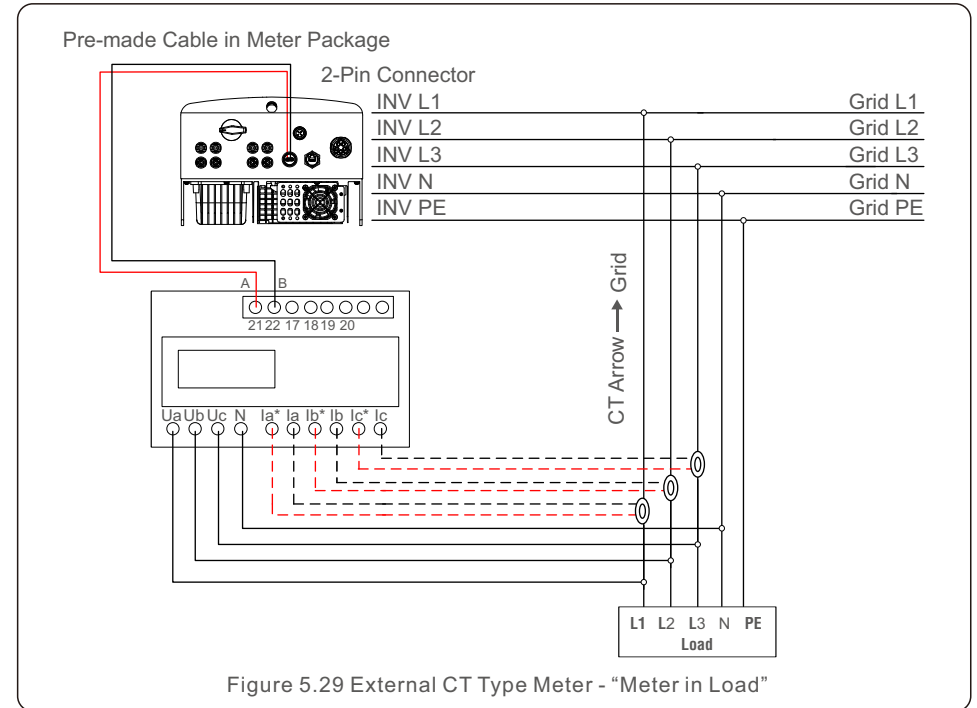 Pre-made Cable in Meter Package
2-Pin Connector
INV L1 Grid L1
INV L2 Grid L2
INV L3 Grid L3
INV N Grid N
INV PE Grid PE
CT Arrow → Grid
A B
21 22 17 18 19 20
Ua Ub Uc N Ia* Ia Ib* Ib Ic* Ic
L1 L2 L3 N PE
Load
Figure 5.29 External CT Type Meter - “Meter in Load”